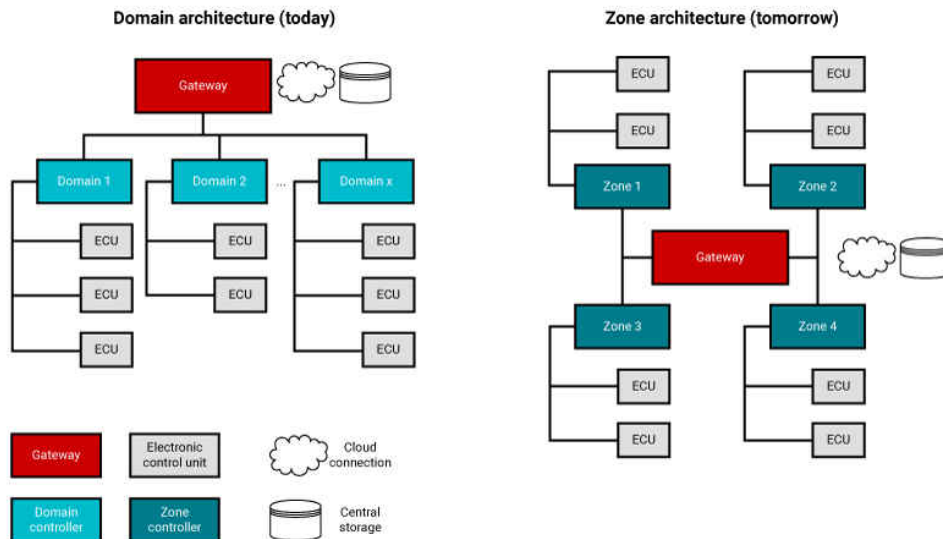 Domain architecture (today)
Gateway
Domain 1
Domain 2
...
Domain x
ECU
ECU
ECU
ECU
ECU
ECU
ECU
ECU
Zone architecture (tomorrow)
ECU
ECU
ECU
ECU
Zone 1
Zone 2
Gateway
Zone 3
Zone 4
ECU
ECU
ECU
ECU
Gateway
Electronic
control unit
Cloud
connection
Domain
controller
Zone
controller
Central
storage